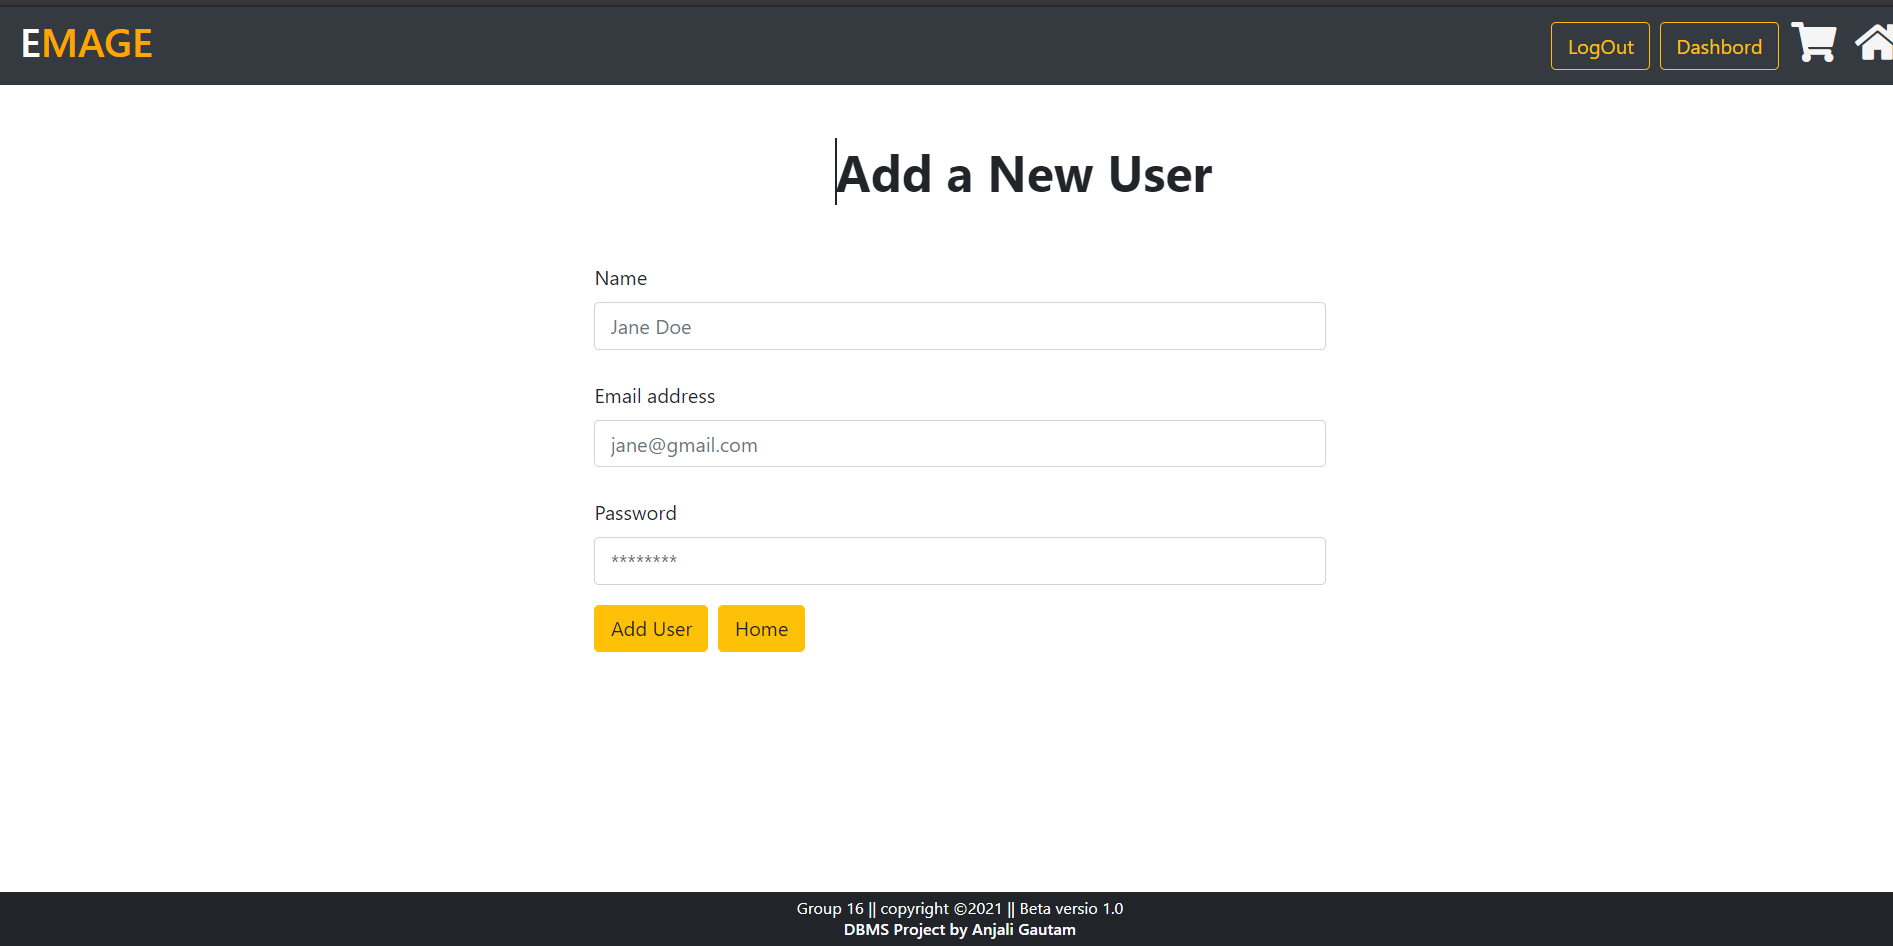 EMAGE
LogOut
Dashbord
Add a New User
Name
Jane Doe
Email address
jane@gmail.com
Password
********
Add User
Home
Group 16 || copyright ©2021 || Beta versio 1.0
DBMS Project by Anjali Gautam